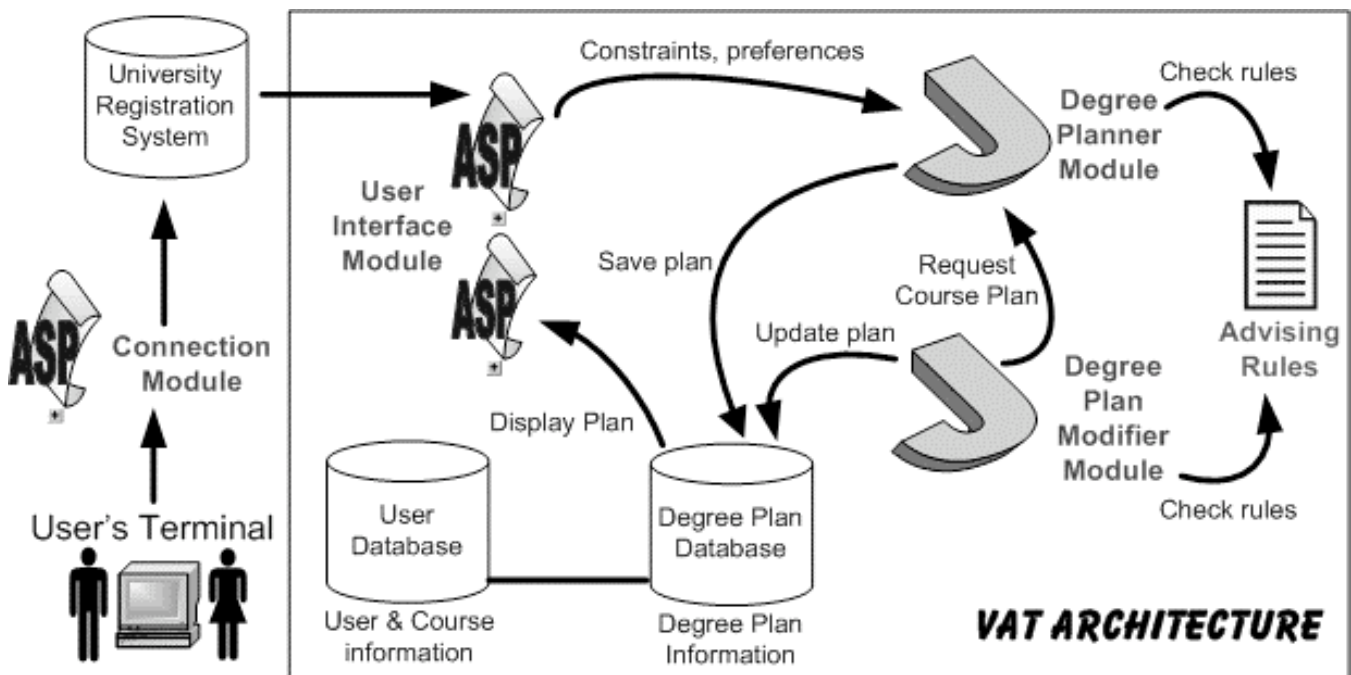 University
Registration
System
ASP
Connection
Module
User's Terminal
Constraints, preferences
ASP
User
Interface
Module
ASP
Degree
Planner
Module
Check rules
Save plan
Request
Course Plan
Update plan
Advising
Rules
Degree
Plan
Modifier
Module
Check rules
Display Plan
User
Database
User & Course
information
Degree Plan
Database
Degree Plan
Information
VAT ARCHITECTURE